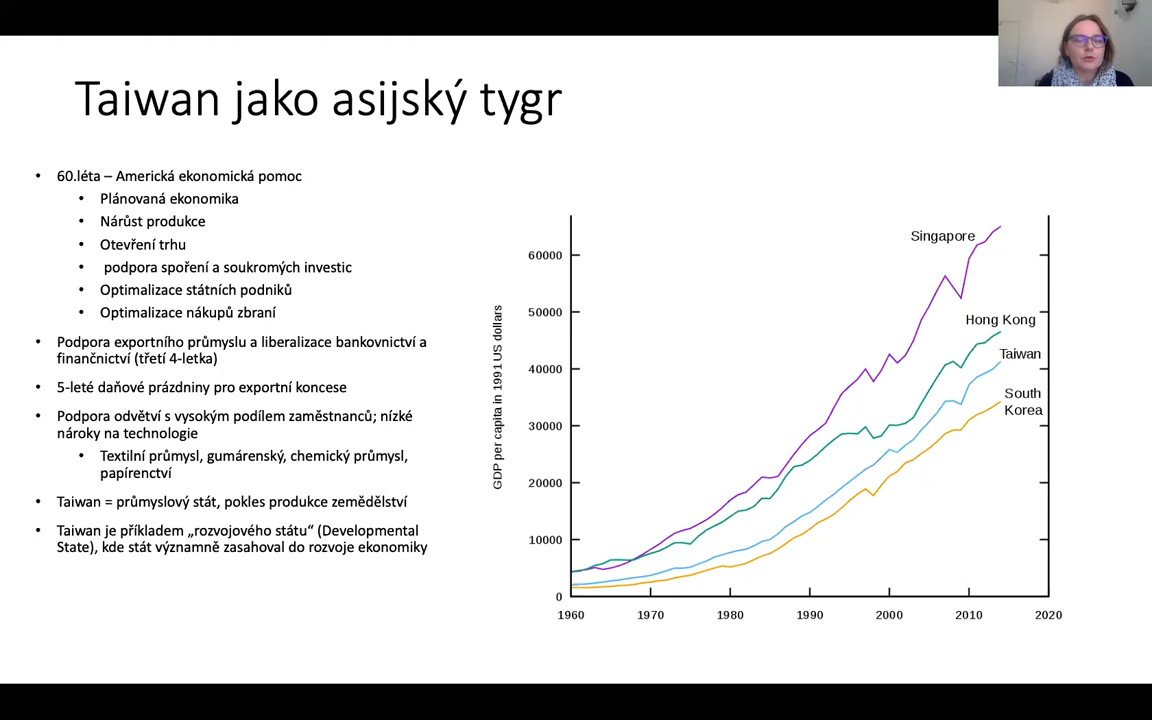 Taiwan jako asijský tygr
• 60.léta – Americká ekonomická pomoc
• Plánovaná ekonomika
• Nárůst produkce
• Otevření trhu
• podpora spoření a soukromých investic
• Optimalizace státních podniků
• Optimalizace nákupů zbraní
• Podpora exportního průmyslu a liberalizace bankovnictví a
finančnictví (třetí 4-letka)
• 5-leté daňové prázdniny pro exportní koncese
• Podpora odvětví s vysokým podílem zaměstnanců; nízké
nároky na technologie
• Textilní průmysl, gumárenský, chemický průmysl,
papírenctví
• Taiwan = průmyslový stát, pokles produkce zemědělství
• Taiwan je příkladem „rozvojového státu“ (Developmental
State), kde stát významně zasahoval do rozvoje ekonomiky
GDP per capita in 1991 US dollars
60000
50000
40000
30000
20000
10000
0
1960
1970
1980
1990
2000
2010
2020
Singapore
Hong Kong
Taiwan
South
Korea